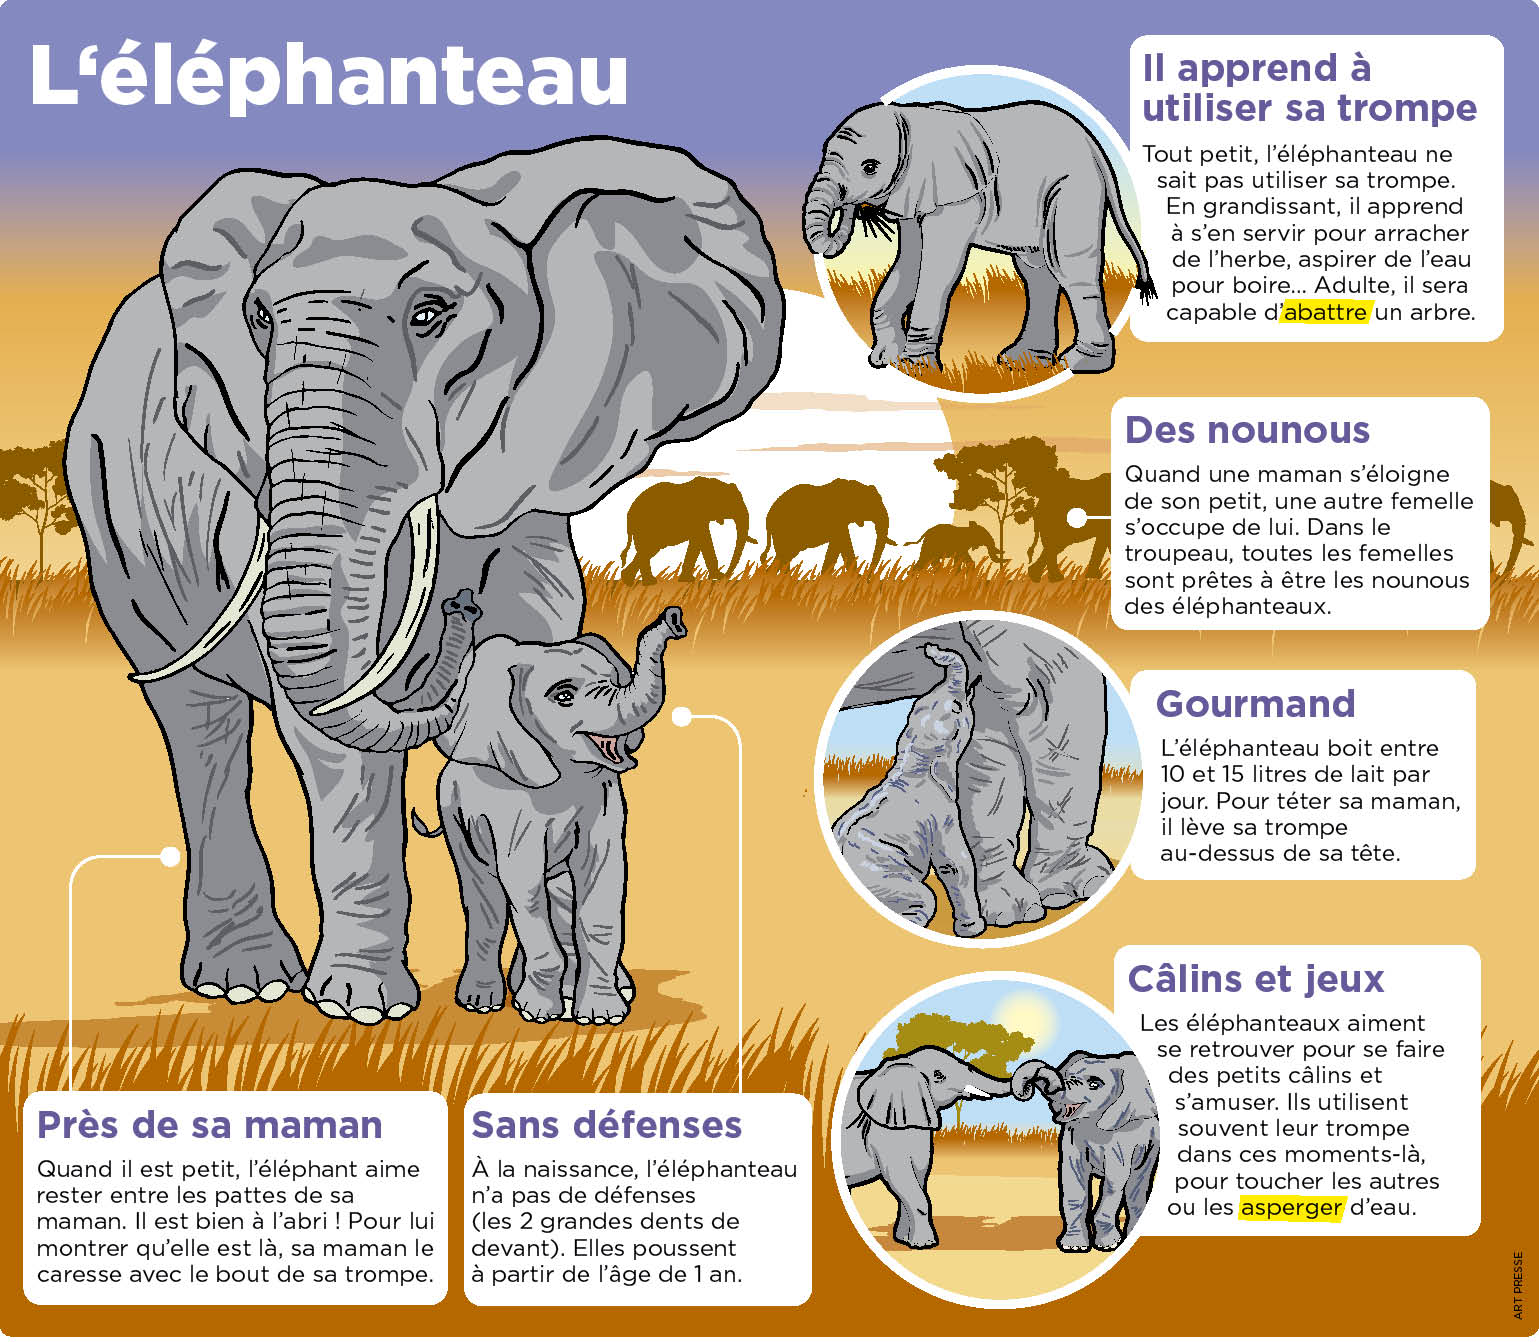 L‘éléphanteau
Il apprend à
utiliser sa trompe
Tout petit, l’éléphanteau ne
sait pas utiliser sa trompe.
En grandissant, il apprend
à s’en servir pour arracher
de l’herbe, aspirer de l’eau
pour boire... Adulte, il sera
capable d’abattre un arbre.
Des nounous
Quand une maman s’éloigne
de son petit, une autre femelle
s’occupe de lui. Dans le
troupeau, toutes les femelles
sont prêtes à être les nounous
des éléphanteaux.
Gourmand
L’éléphanteau boit entre
10 et 15 litres de lait par
jour. Pour téter sa maman,
il lève sa trompe
au-dessus de sa tête.
Câlins et jeux
Les éléphanteaux aiment
se retrouver pour se faire
des petits câlins et
s’amuser. Ils utilisent
souvent leur trompe
dans ces moments-là,
pour toucher les autres
ou les asperger d’eau.
Près de sa maman
Quand il est petit, l’éléphant aime
rester entre les pattes de sa
maman. Il est bien à l’abri ! Pour lui
montrer qu’elle est là, sa maman le
caresse avec le bout de sa trompe.
Sans défenses
À la naissance, l’éléphanteau
n’a pas de défenses
(les 2 grandes dents de
devant). Elles poussent
à partir de l’âge de 1 an.
ART PRESSE